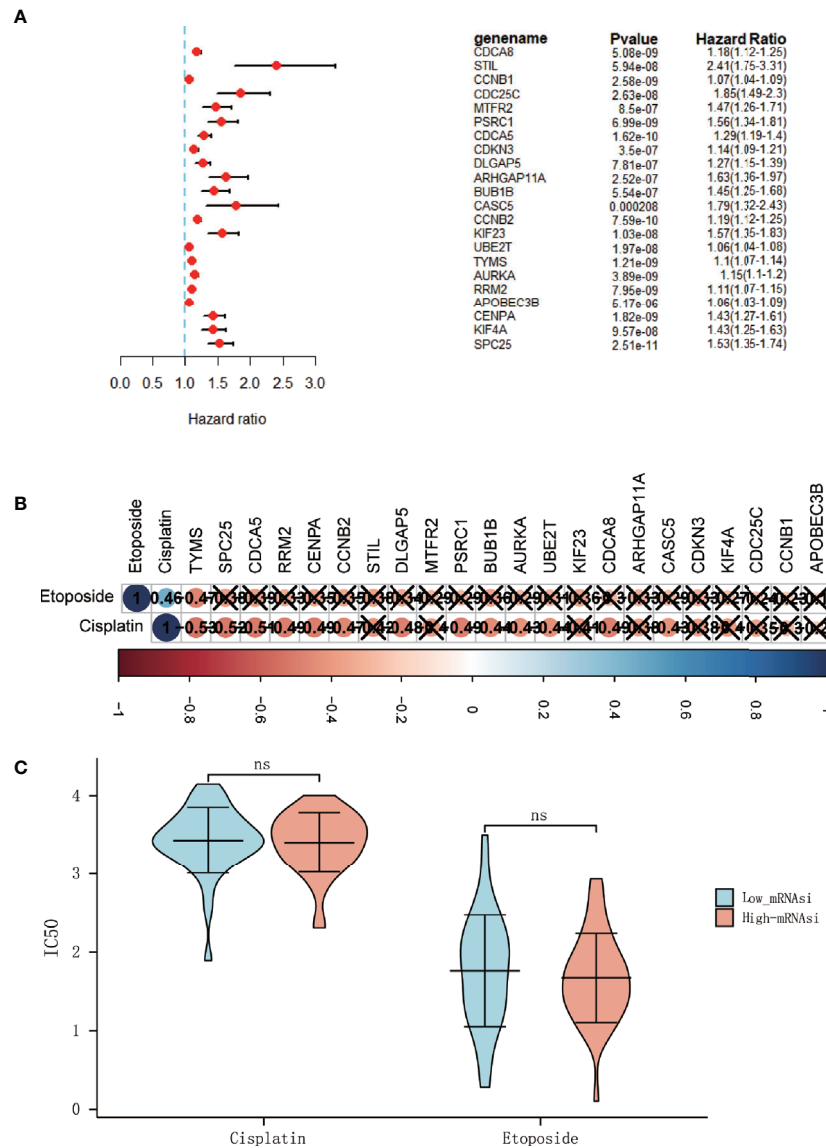 A
genename Pvalue Hazard Ratio
CDCA8 5.08e-09 1.18(1.12-1.25)
STIL 5.94e-08 2.41(1.75-3.31)
CCNB1 2.58e-09 1.07(1.04-1.09)
CDC25C 2.63e-08 1.85(1.49-2.3)
MTFR2 8.5e-07 1.47(1.26-1.71)
PSRC1 6.99e-09 1.56(1.34-1.81)
CDCA5 1.62e-10 1.29(1.19-1.4)
CDKN3 3.5e-07 1.14(1.09-1.21)
DLGAP5 7.81e-07 1.27(1.15-1.39)
ARHGAP11A 2.52e-07 1.63(1.36-1.97)
BUB1B 5.54e-07 1.45(1.25-1.68)
CASC5 0.000208 1.79(1.32-2.43)
CCNB2 7.59e-10 1.19(1.12-1.25)
KIF23 1.03e-08 1.57(1.35-1.83)
UBE2T 1.97e-08 1.06(1.04-1.08)
TYMS 1.21e-09 1.1(1.07-1.14)
AURKA 3.89e-09 1.15(1.1-1.2)
RRM2 7.95e-09 1.11(1.07-1.15)
APOBEC3B 6.17e-06 1.06(1.03-1.09)
CENPA 1.82e-09 1.43(1.27-1.61)
KIF4A 9.57e-08 1.43(1.25-1.63)
SPC25 2.51e-11 1.53(1.35-1.74)
0.0 0.5 1.0 1.5 2.0 2.5 3.0
Hazard ratio
B
Etoposide Cisplatin TYMS SPC25 CDCA5 RRM2 CENPA CCNB2 STIL DLGAP5 MTFR2 PSRC1 BUB1B AURKA UBE2T KIF23 CDCA8 ARHGAP11A CASC5 CDKN3 KIF4A CDC25C CCNB1 APOBEC3B
Etoposide 1 0.46 -0.47
Cisplatin 1 -0.53 -0.52 -0.51 -0.49 -0.49 -0.47 -0.48 -0.49 -0.44 -0.43 -0.44 -0.43 -0.43
-1 -0.8 -0.6 -0.4 -0.2 0 0.2 0.4 0.6 0.8 1
C
ns
ns
4
3
2
1
0
IC50
Low_mRNAsi
High-mRNAsi
Cisplatin Etoposide